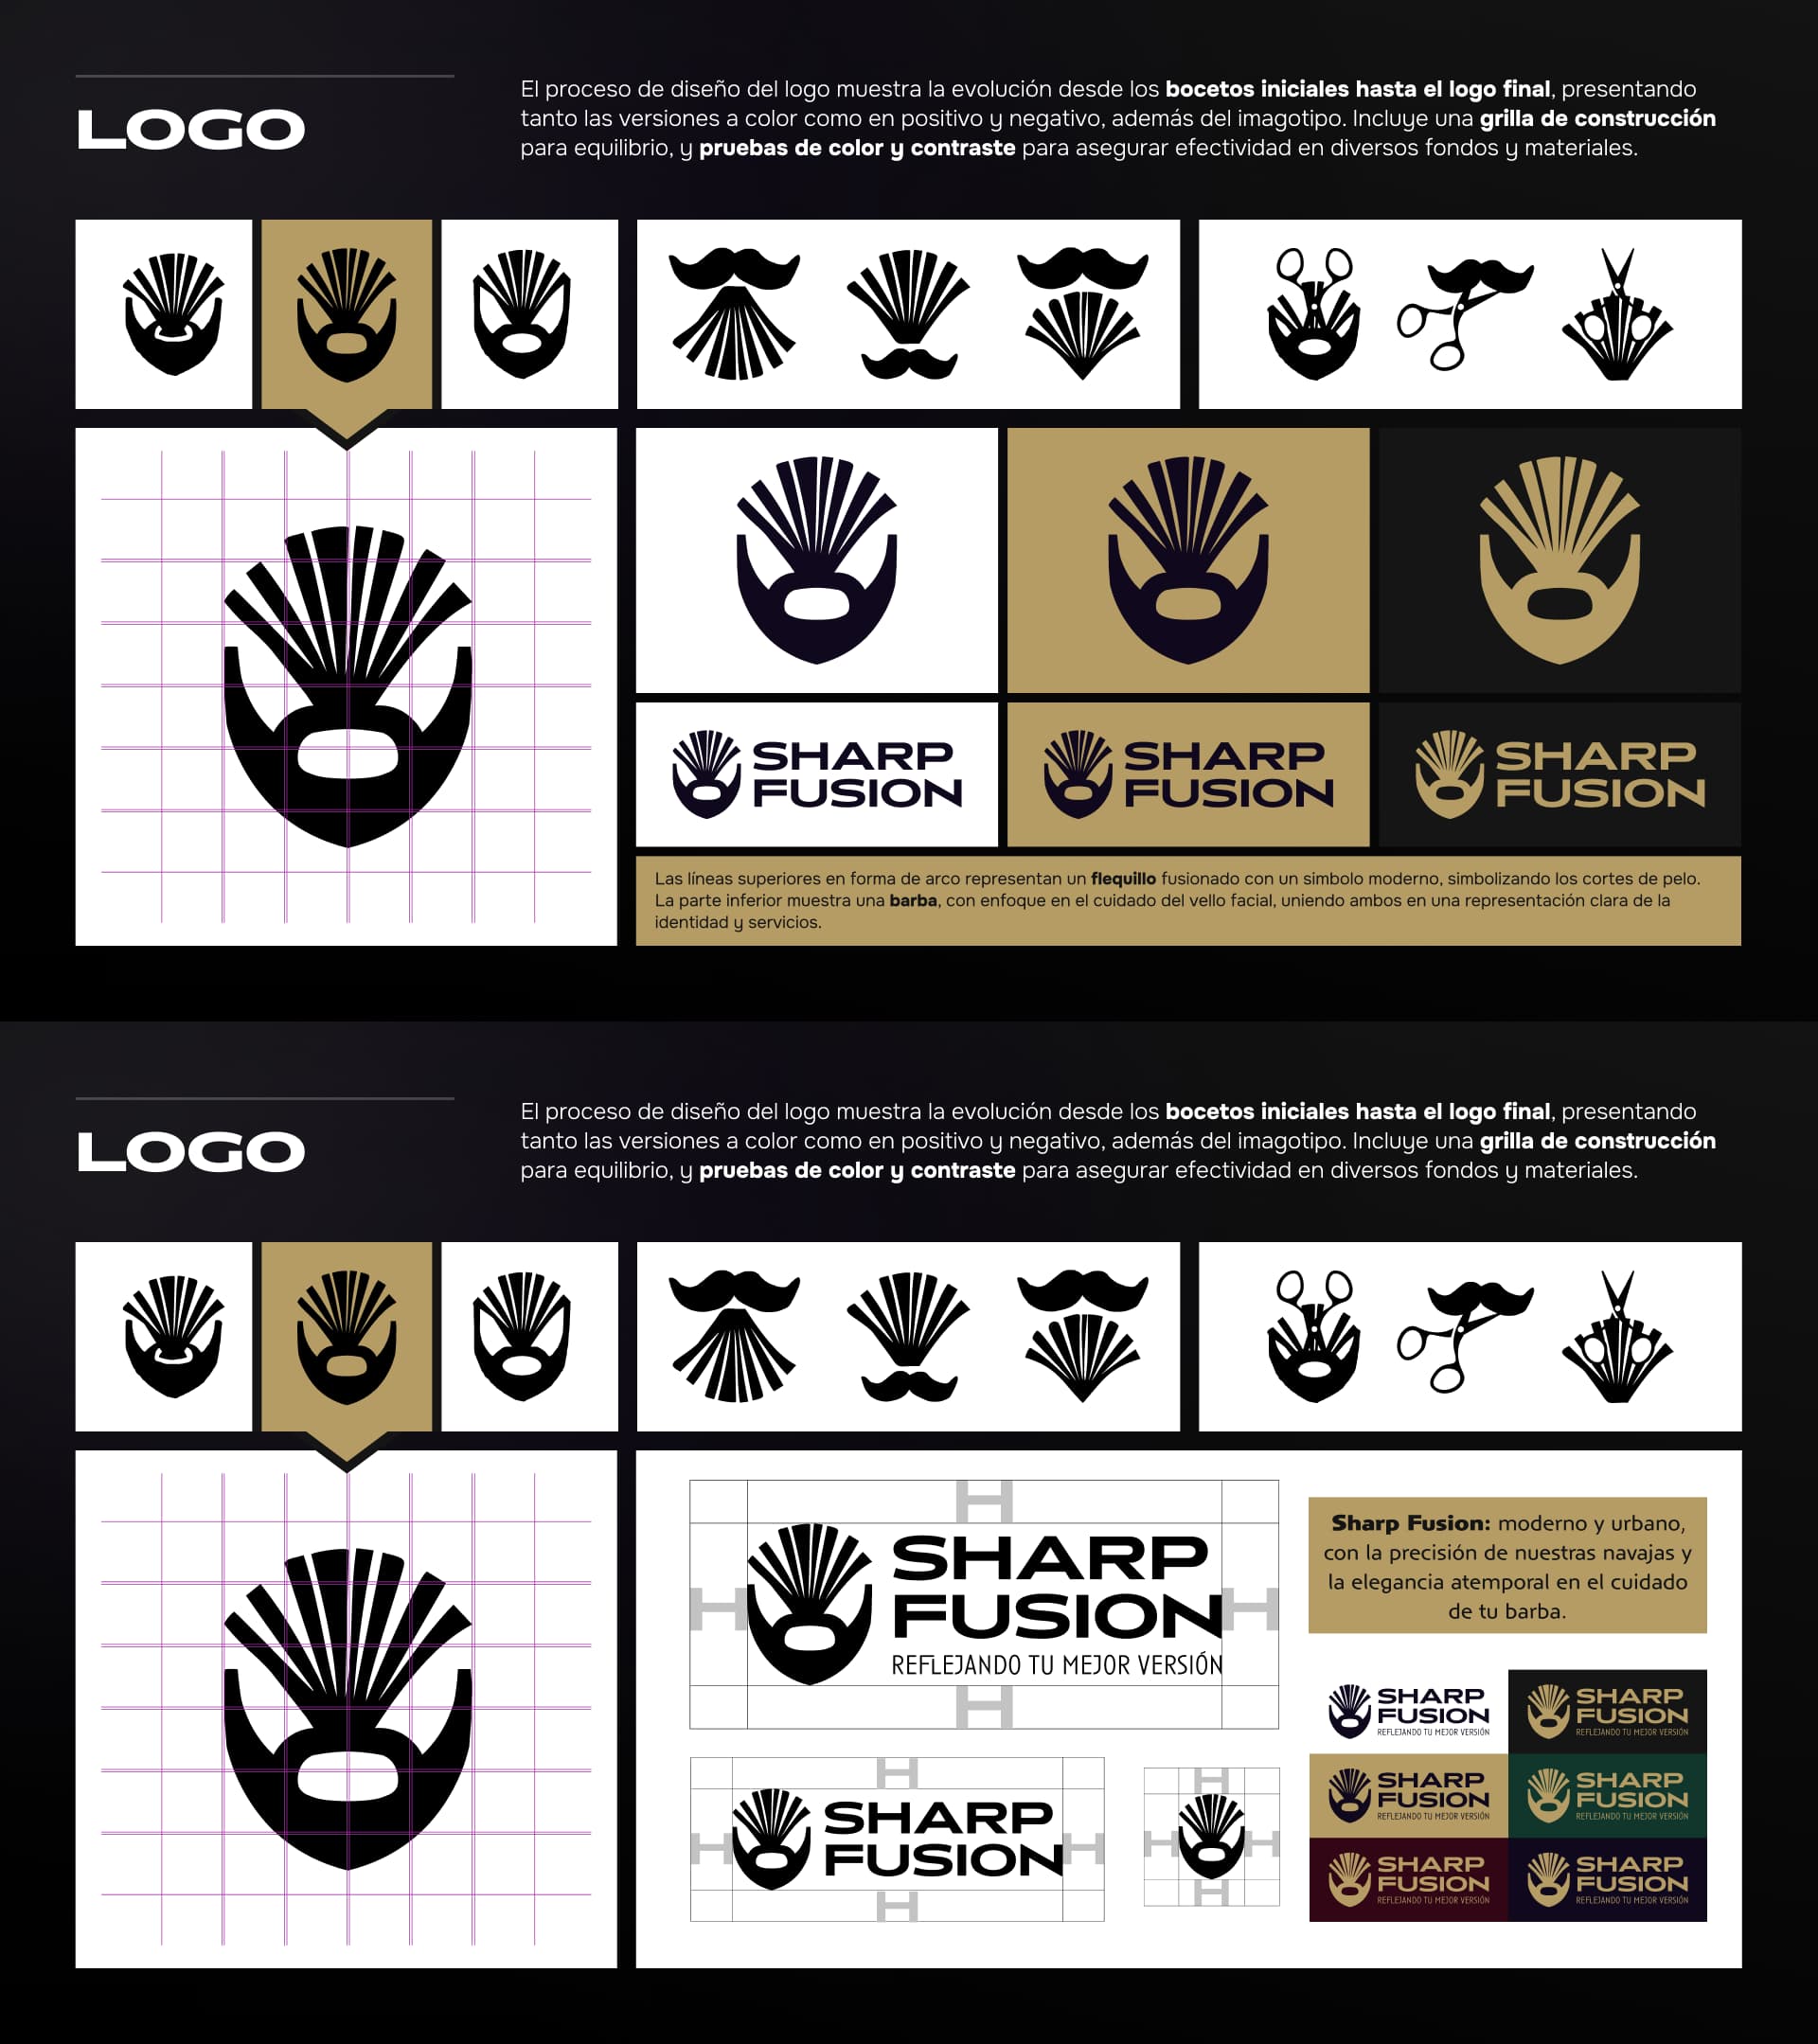 LOGO
El proceso de diseño del logo muestra la evolución desde los bocetos iniciales hasta el logo final, presentando
tanto las versiones a color como en positivo y negativo, además del imagotipo. Incluye una grilla de construcción
para equilibrio, y pruebas de color y contraste para asegurar efectividad en diversos fondos y materiales.
SHARP
FUSION
SHARP
FUSION
SHARP
FUSION
Las líneas superiores en forma de arco representan un flequillo fusionado con un simbolo moderno, simbolizando los cortes de pelo.
La parte inferior muestra una barba, con enfoque en el cuidado del vello facial, uniendo ambos en una representación clara de la
identidad y servicios.
LOGO
El proceso de diseño del logo muestra la evolución desde los bocetos iniciales hasta el logo final, presentando
tanto las versiones a color como en positivo y negativo, además del imagotipo. Incluye una grilla de construcción
para equilibrio, y pruebas de color y contraste para asegurar efectividad en diversos fondos y materiales.
H
H
SHARP
FUSION
REFLEJANDO TU MEJOR VERSIÓN
H
H
Sharp Fusion: moderno y urbano,
con la precisión de nuestras navajas y
la elegancia atemporal en el cuidado
de tu barba.
H
H
SHARP
FUSION
H
H
H
H
H
H
SHARP
FUSION
REFLEJANDO TU MEJOR VERSIÓN
SHARP
FUSION
REFLEJANDO TU MEJOR VERSIÓN
SHARP
FUSION
REFLEJANDO TU MEJOR VERSIÓN
SHARP
FUSION
REFLEJANDO TU MEJOR VERSIÓN
SHARP
FUSION
REFLEJANDO TU MEJOR VERSIÓN
SHARP
FUSION
REFLEJANDO TU MEJOR VERSIÓN